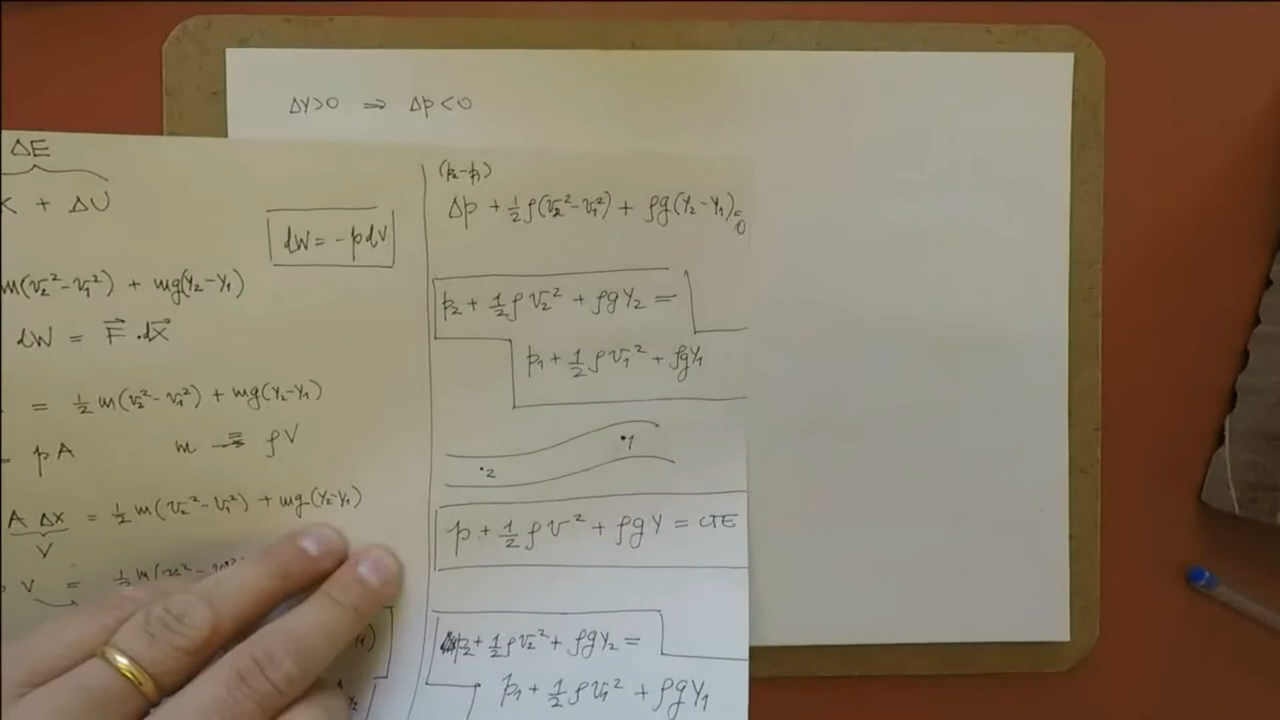 ΔY>0 ⇒ Δp<0
ΔE
K + ΔU
dW = -pdV
m(v₂²-v₁²) + mg(Y₂-Y₁)
dW = F⃗ . dx⃗
= ½ m(v₂²-v₁²) + mg(Y₂-Y₁)
- pA m = ρV
A Δx = ½ m(v₂²-v₁²) + mg(Y₂-Y₁)
V
V = ½ m(v₂²-
(p₂-p₁)
Δp + ½ρ(v₂²-v₁²) + ρg(Y₂-Y₁) = 0
p₂ + ½ρv₂² + ρgY₂ =
p₁ + ½ρv₁² + ρgY₁
.1
.2
p + ½ρv² + ρgY = CTE
p₂ + ½ρv₂² + ρgY₂ =
p₁ + ½ρv₁² + ρgY₁